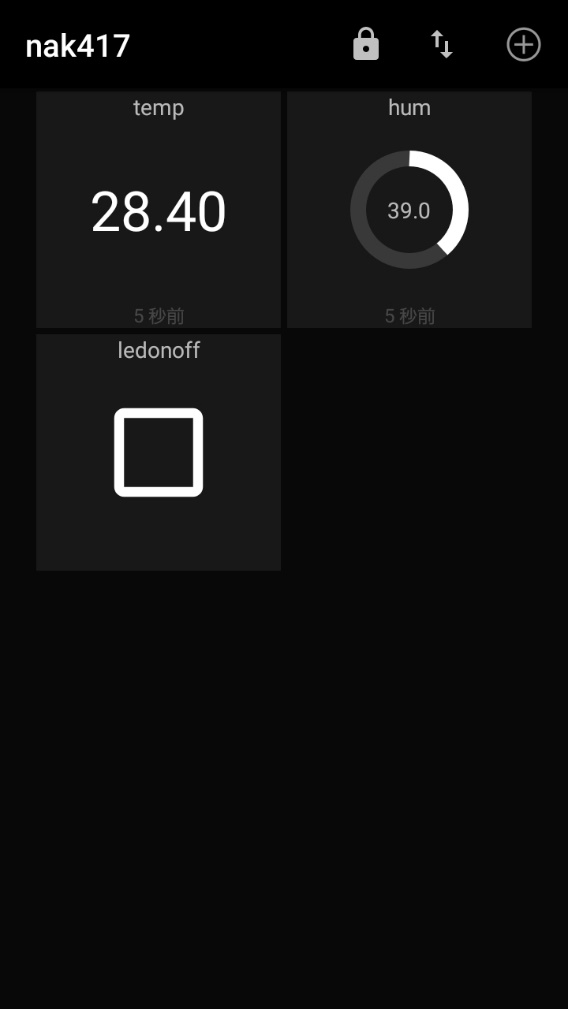 nak417
temp
hum
28.40
39.0
5 秒前
5 秒前
ledonoff